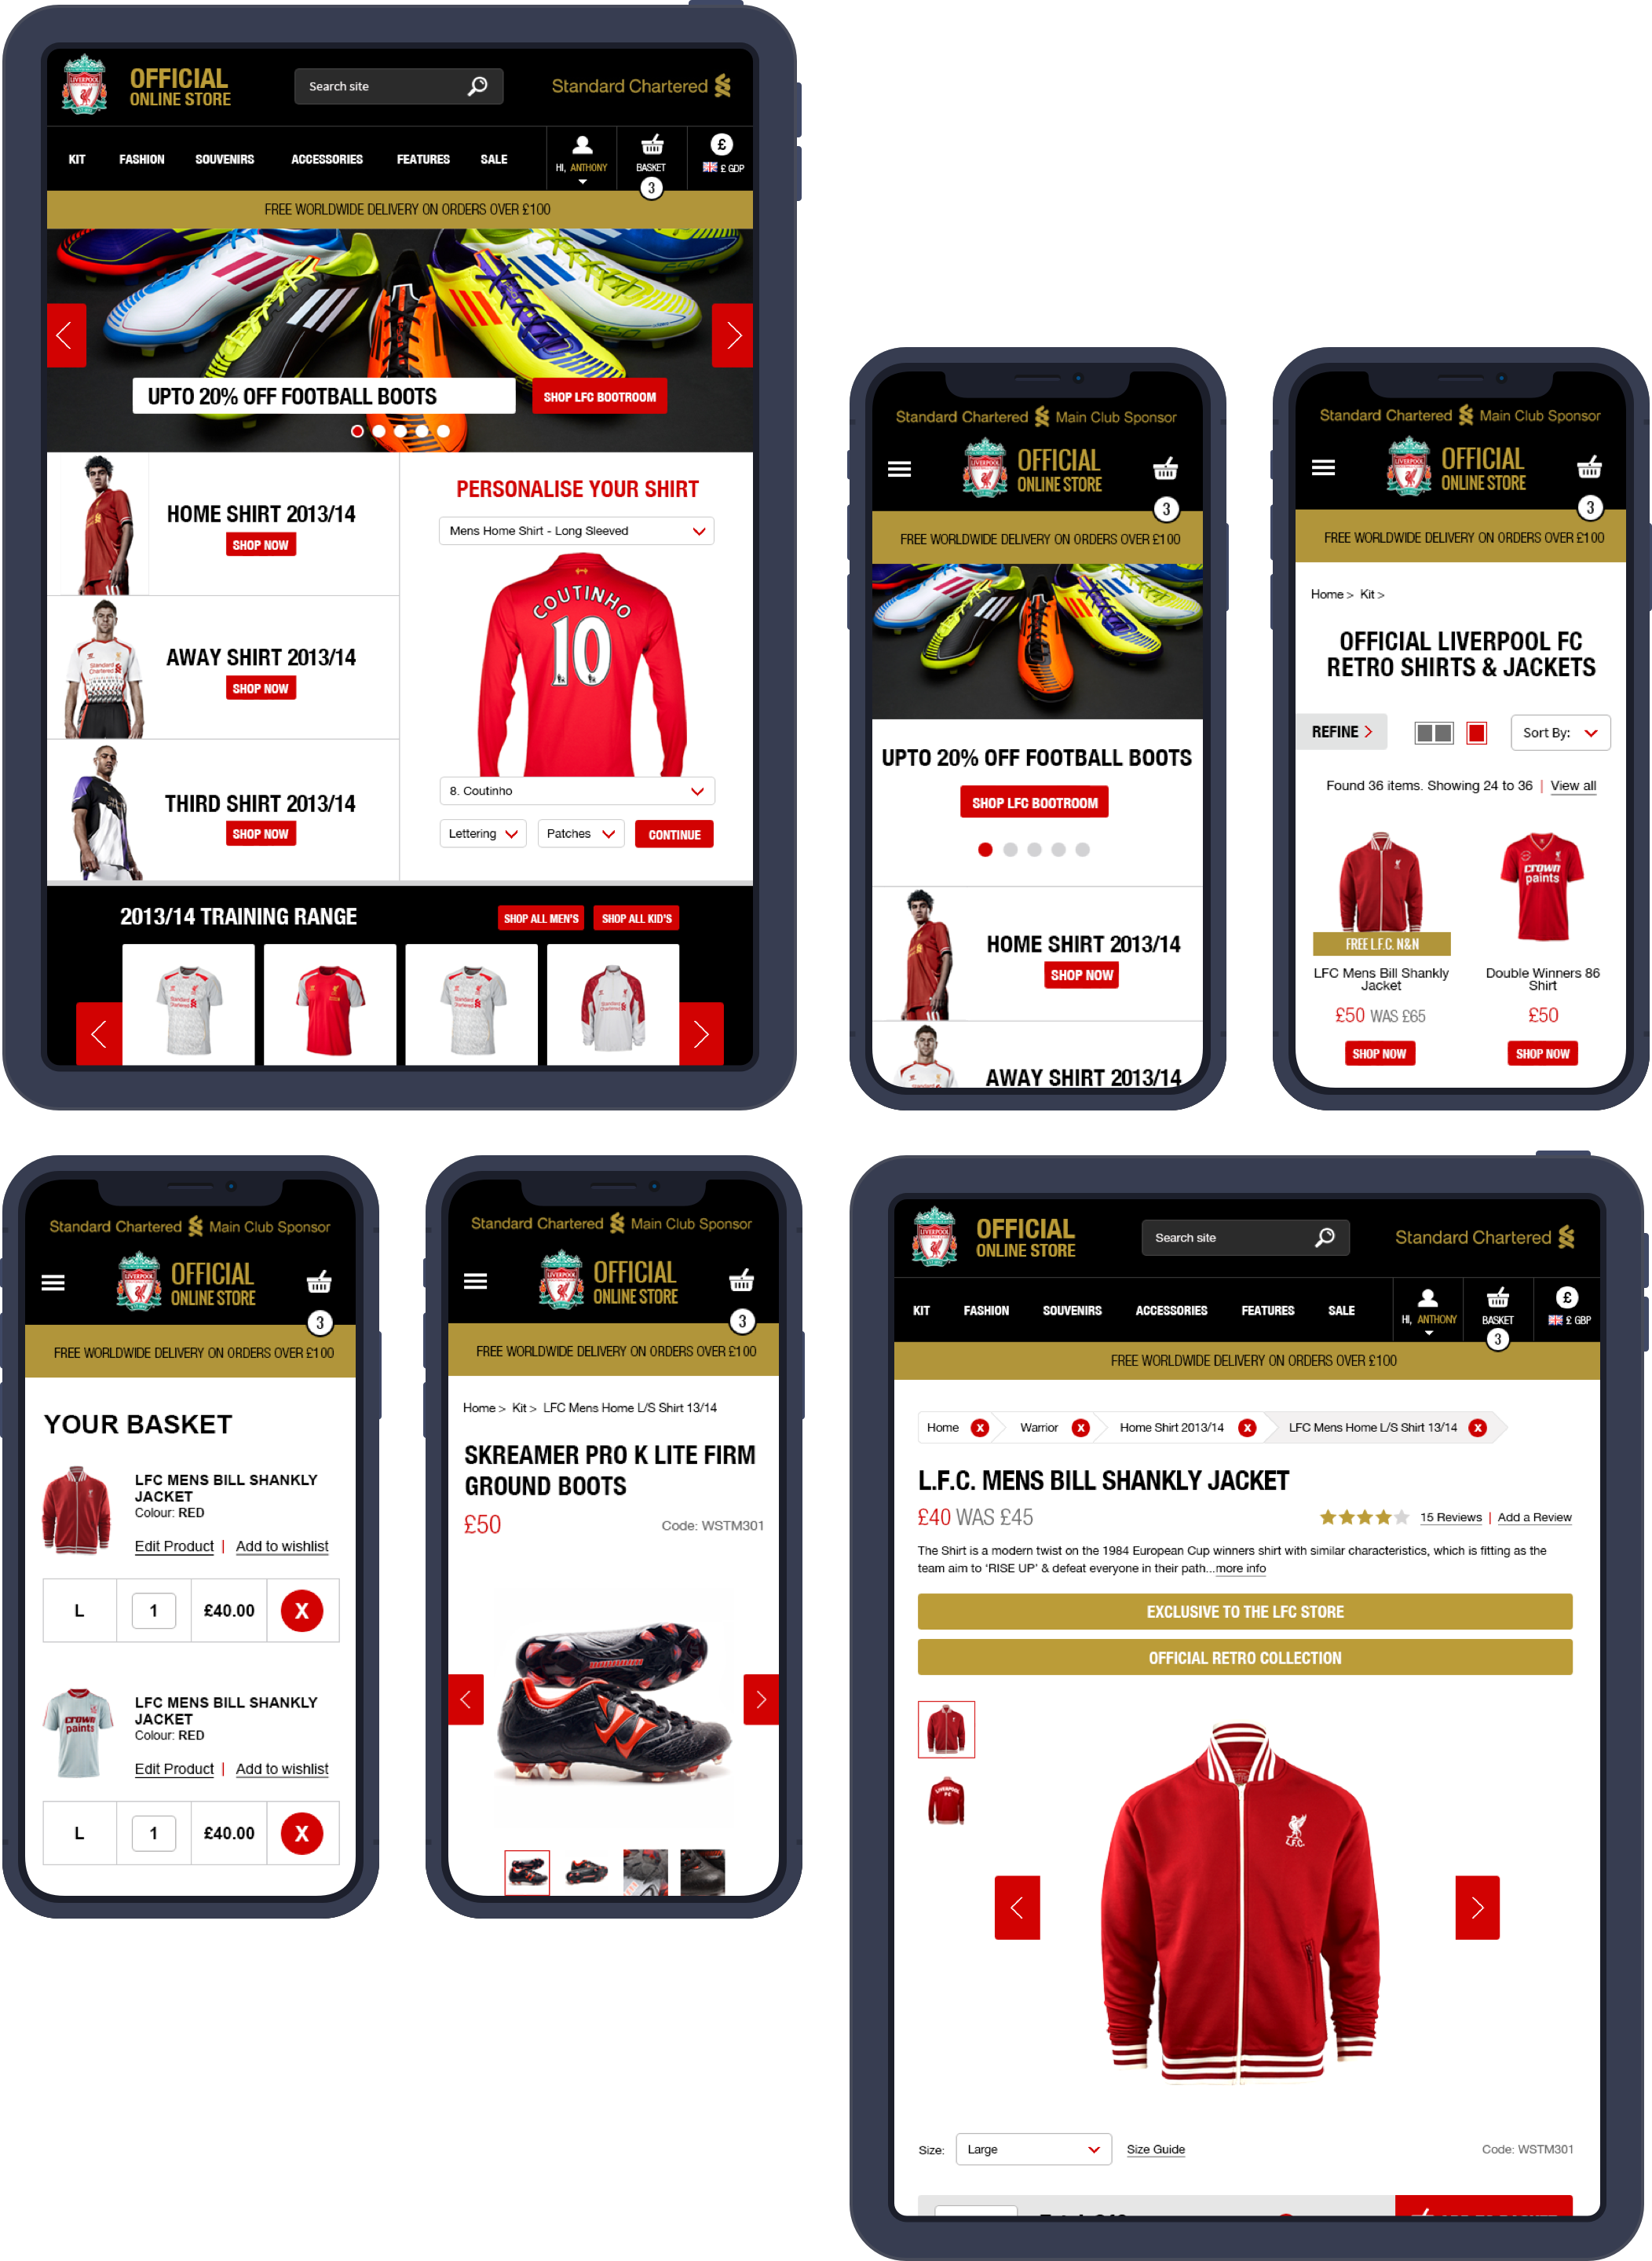 OFFICIAL
ONLINE STORE
Search site
Standard Chartered
KIT FASHION SOUVENIRS ACCESSORIES FEATURES SALE
HI, ANTHONY
BASKET
3
£
£ GDP
FREE WORLDWIDE DELIVERY ON ORDERS OVER £100
UPTO 20% OFF FOOTBALL BOOTS
SHOP LFC BOOTROOM
HOME SHIRT 2013/14
SHOP NOW
AWAY SHIRT 2013/14
SHOP NOW
THIRD SHIRT 2013/14
SHOP NOW
PERSONALISE YOUR SHIRT
Mens Home Shirt - Long Sleeved
COUTINHO
10
8. Coutinho
Lettering
Patches
CONTINUE
2013/14 TRAINING RANGE
SHOP ALL MEN'S
SHOP ALL KID'S
Standard Chartered Main Club Sponsor
LIVERPOOL
OFFICIAL
ONLINE STORE
3
FREE WORLDWIDE DELIVERY ON ORDERS OVER £100
UPTO 20% OFF FOOTBALL BOOTS
SHOP LFC BOOTROOM
HOME SHIRT 2013/14
SHOP NOW
AWAY SHIRT 2013/14
Standard Chartered Main Club Sponsor
LIVERPOOL
OFFICIAL
ONLINE STORE
3
FREE WORLDWIDE DELIVERY ON ORDERS OVER £100
Home > Kit >
OFFICIAL LIVERPOOL FC
RETRO SHIRTS & JACKETS
REFINE
Sort By:
Found 36 items. Showing 24 to 36 | View all
crown
paints
FREE L.F.C. N&N
LFC Mens Bill Shankly
Jacket
£50 WAS £65
SHOP NOW
Double Winners 86
Shirt
£50
SHOP NOW
Standard Chartered Main Club Sponsor
LIVERPOOL
OFFICIAL
ONLINE STORE
3
FREE WORLDWIDE DELIVERY ON ORDERS OVER £100
YOUR BASKET
LFC MENS BILL SHANKLY
JACKET
Colour: RED
Edit Product | Add to wishlist
L 1 £40.00 X
crown
paints
LFC MENS BILL SHANKLY
JACKET
Colour: RED
Edit Product | Add to wishlist
L 1 £40.00 X
Standard Chartered Main Club Sponsor
LIVERPOOL
OFFICIAL
ONLINE STORE
3
FREE WORLDWIDE DELIVERY ON ORDERS OVER £100
Home > Kit > LFC Mens Home L/S Shirt 13/14
SKREAMER PRO K LITE FIRM
GROUND BOOTS
£50
Code: WSTM301
LIVERPOOL
OFFICIAL
ONLINE STORE
Search site
Standard Chartered
KIT FASHION SOUVENIRS ACCESSORIES FEATURES SALE
HI, ANTHONY
BASKET
3
£
£ GBP
FREE WORLDWIDE DELIVERY ON ORDERS OVER £100
Home X Warrior X Home Shirt 2013/14 X LFC Mens Home L/S Shirt 13/14 X
L.F.C. MENS BILL SHANKLY JACKET
£40 WAS £45
15 Reviews | Add a Review
The Shirt is a modern twist on the 1984 European Cup winners shirt with similar characteristics, which is fitting as the
team aim to 'RISE UP' & defeat everyone in their path...more info
EXCLUSIVE TO THE LFC STORE
OFFICIAL RETRO COLLECTION
L.F.C.
Size: Large Size Guide
Code: WSTM301